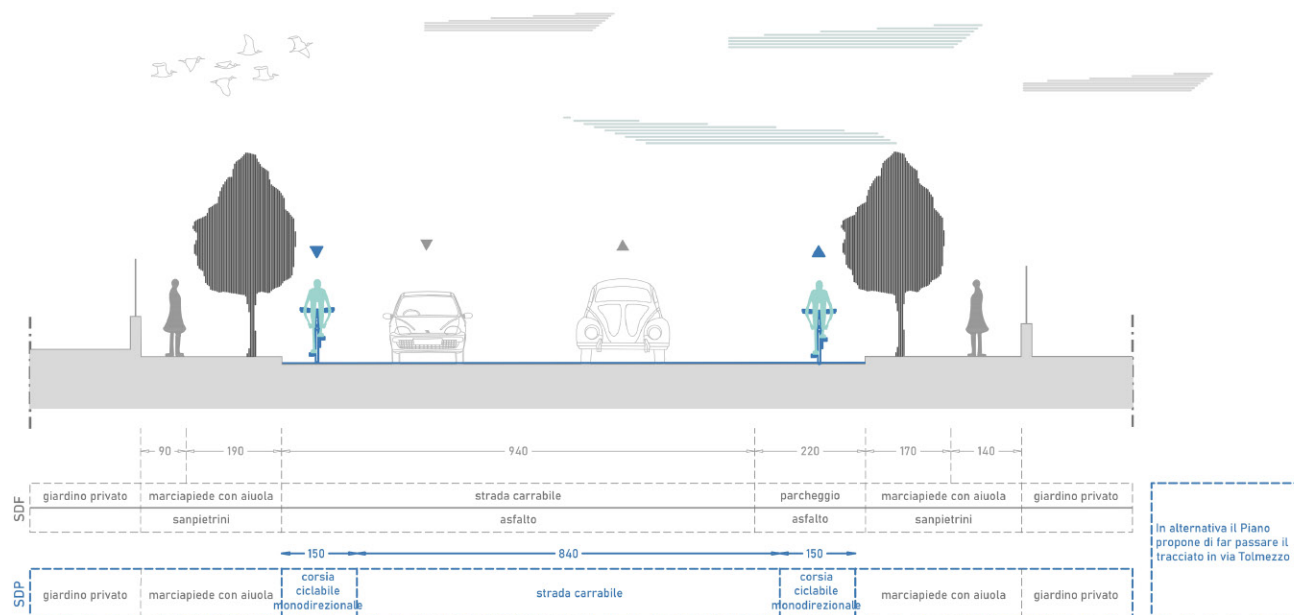 90
190
940
220
170
140
SDF
giardino privato
marciapiede con aiuola
strada carrabile
parcheggio
marciapiede con aiuola
giardino privato
sanpietrini
asfalto
asfalto
sanpietrini
In alternativa il Piano
propone di far passare il
tracciato in via Tolmezzo
150
840
150
SDP
giardino privato
marciapiede con aiuola
corsia
ciclabile
monodirezionale
strada carrabile
corsia
ciclabile
monodirezionale
marciapiede con aiuola
giardino privato